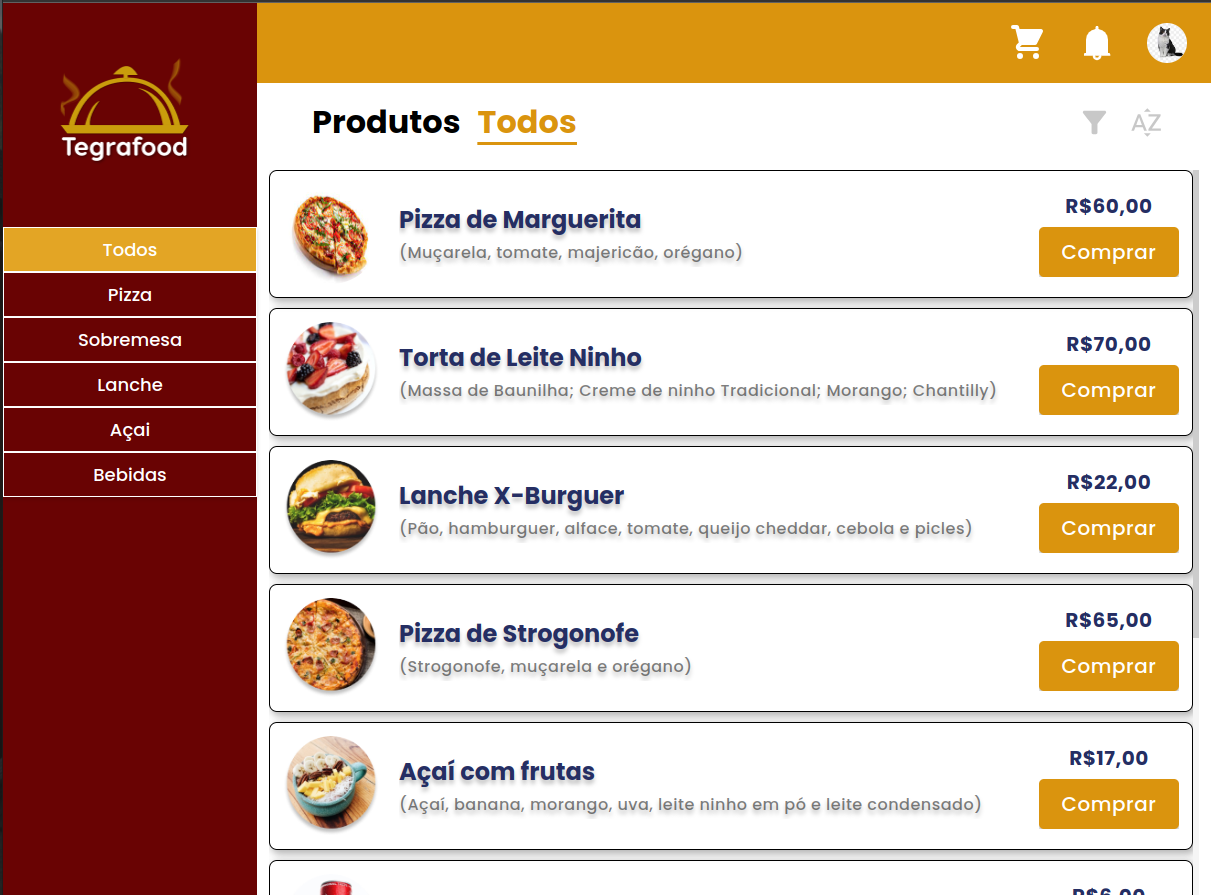 Tegrafood
Todos
Pizza
Sobremesa
Lanche
Açai
Bebidas
Produtos Todos
AZ
Pizza de Marguerita
(Muçarela, tomate, majericão, orégano)
R$60,00
Comprar
Torta de Leite Ninho
(Massa de Baunilha; Creme de ninho Tradicional; Morango; Chantilly)
R$70,00
Comprar
Lanche X-Burguer
(Pão, hamburguer, alface, tomate, queijo cheddar, cebola e picles)
R$22,00
Comprar
Pizza de Strogonofe
(Strogonofe, muçarela e orégano)
R$65,00
Comprar
Açaí com frutas
(Açaí, banana, morango, uva, leite ninho em pó e leite condensado)
R$17,00
Comprar
R$6,00